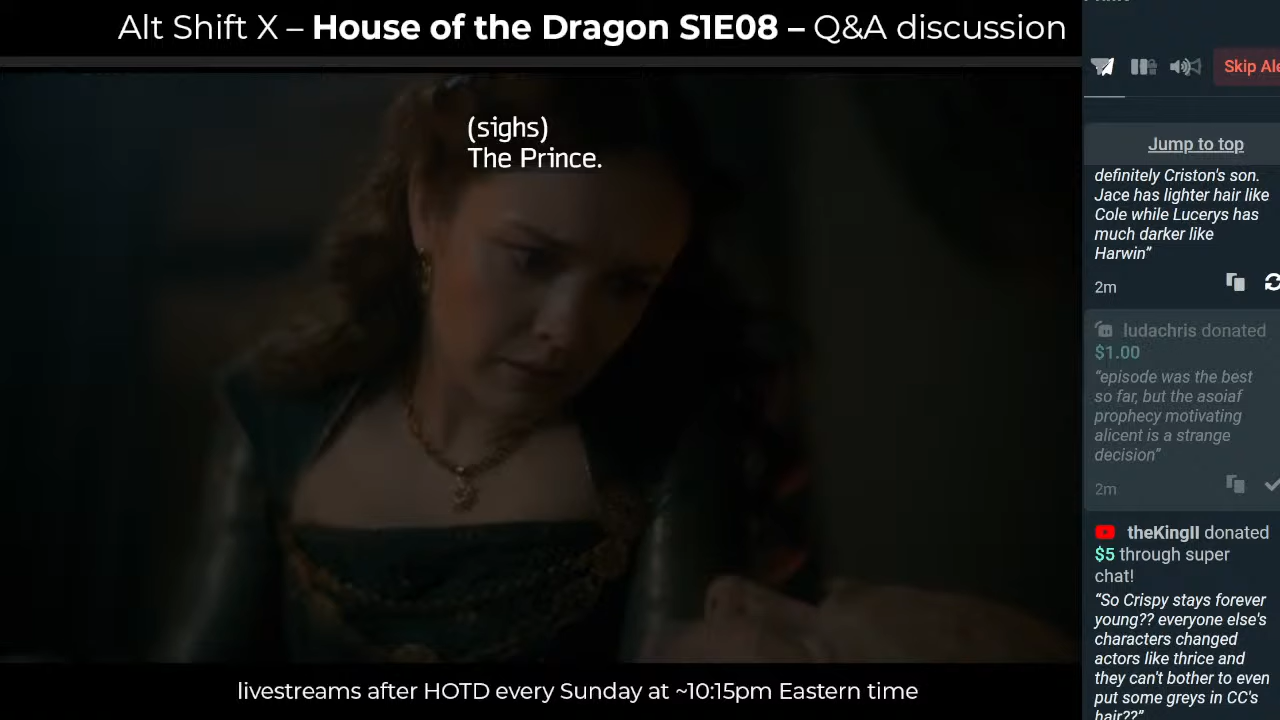 Alt Shift X – House of the Dragon S1E08 – Q&A discussion
(sighs)
The Prince.
livestreams after HOTD every Sunday at ~10:15pm Eastern time
Skip Ale
Jump to top
definitely Criston's son.
Jace has lighter hair like
Cole while Lucerys has
much darker like
Harwin”
2m
ludachris donated
$1.00
“episode was the best
so far, but the asoiaf
prophecy motivating
alicent is a strange
decision”
2m
theKingII donated
$5 through super
chat!
“So Crispy stays forever
young?? everyone else's
characters changed
actors like thrice and
they can't bother to even
put some greys in CC's
hair??”